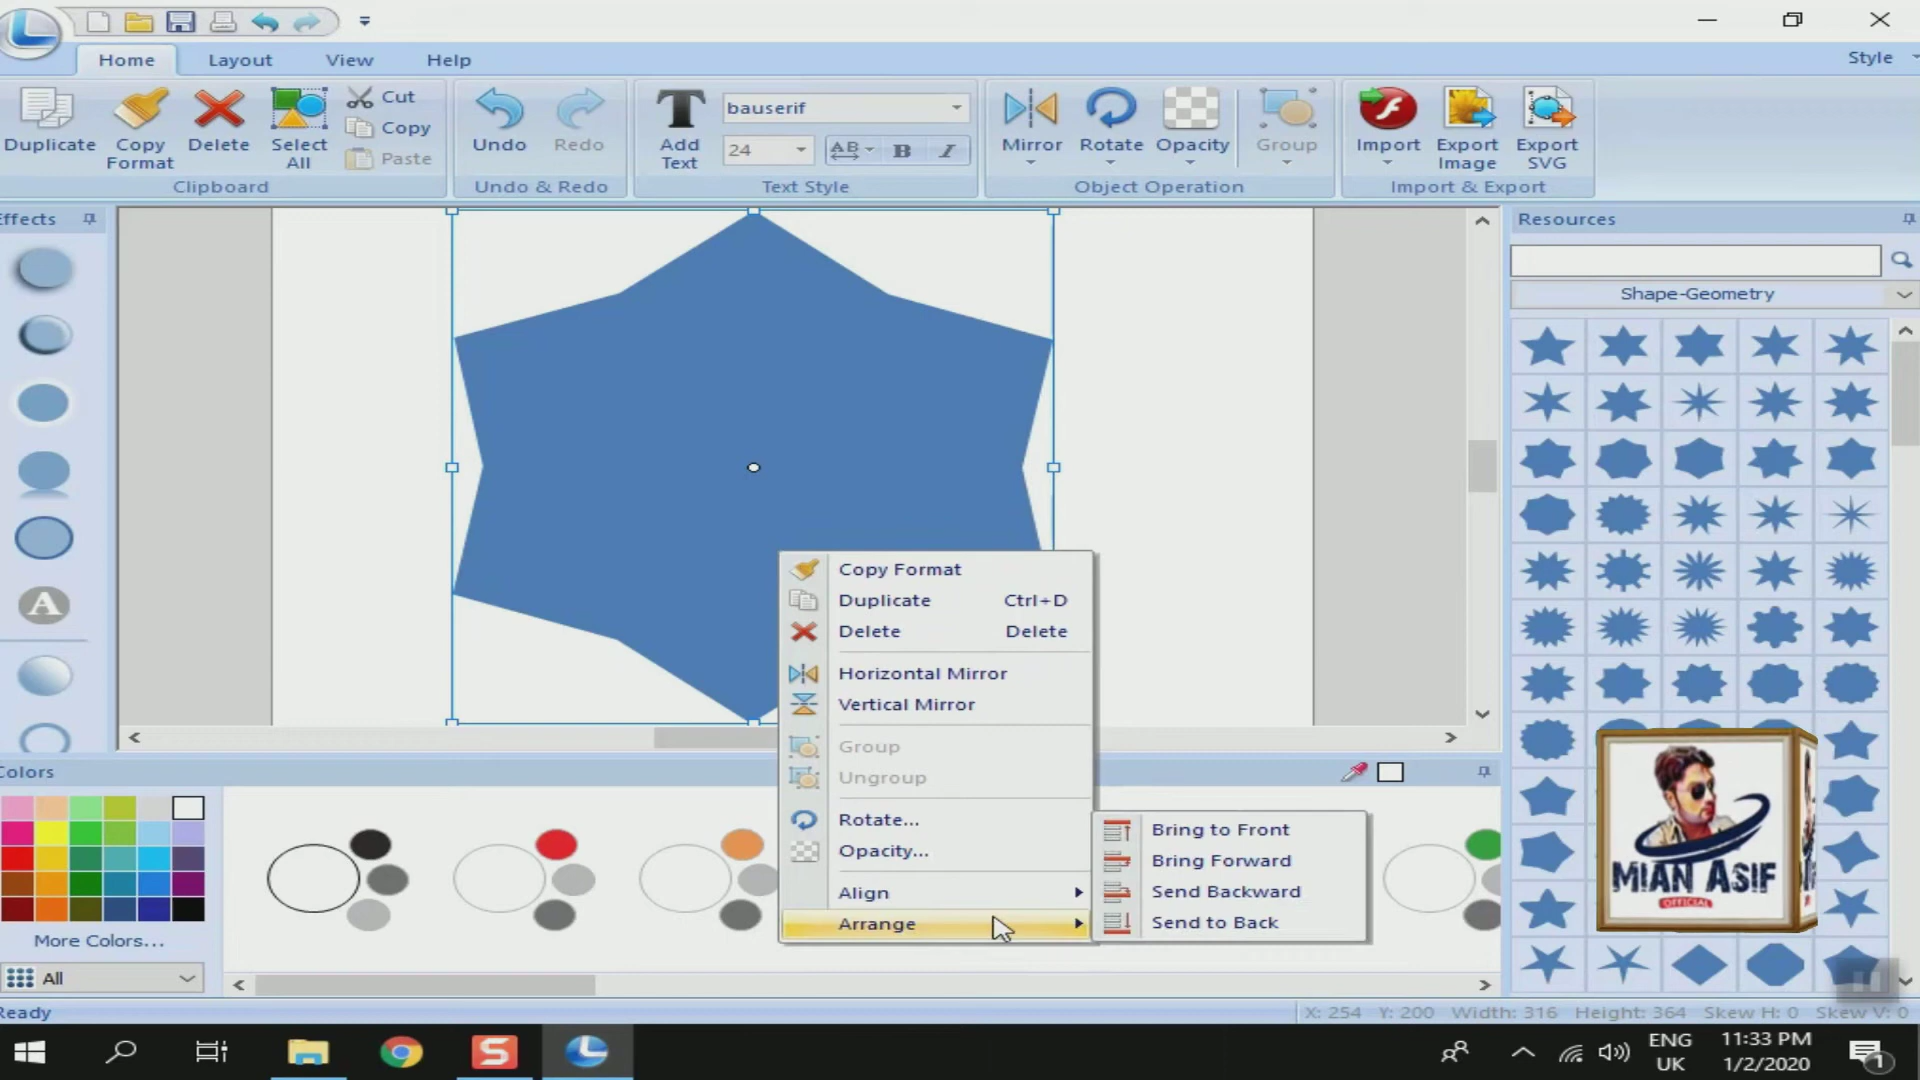 Home
Layout
View
Help
Style
Duplicate
Copy
Format
Delete
Select
All
Cut
Copy
Paste
Clipboard
Undo
Redo
Undo & Redo
Add
Text
bauserif
24
AB
B
I
Text Style
Mirror
Rotate
Opacity
Group
Object Operation
Import
Export
Image
Export
SVG
Import & Export
Effects
Resources
Shape-Geometry
A
Copy Format
Duplicate Ctrl+D
Delete Delete
Horizontal Mirror
Vertical Mirror
Group
Ungroup
Rotate...
Opacity...
Align
Arrange
Bring to Front
Bring Forward
Send Backward
Send to Back
Colors
More Colors...
All
MIAN ASIF
OFFICIAL
Ready
X: 254 Y: 200 Width: 316 Height: 364 Skew H: 0 Skew V: 0
S
ENG
UK
11:33 PM
1/2/2020
1